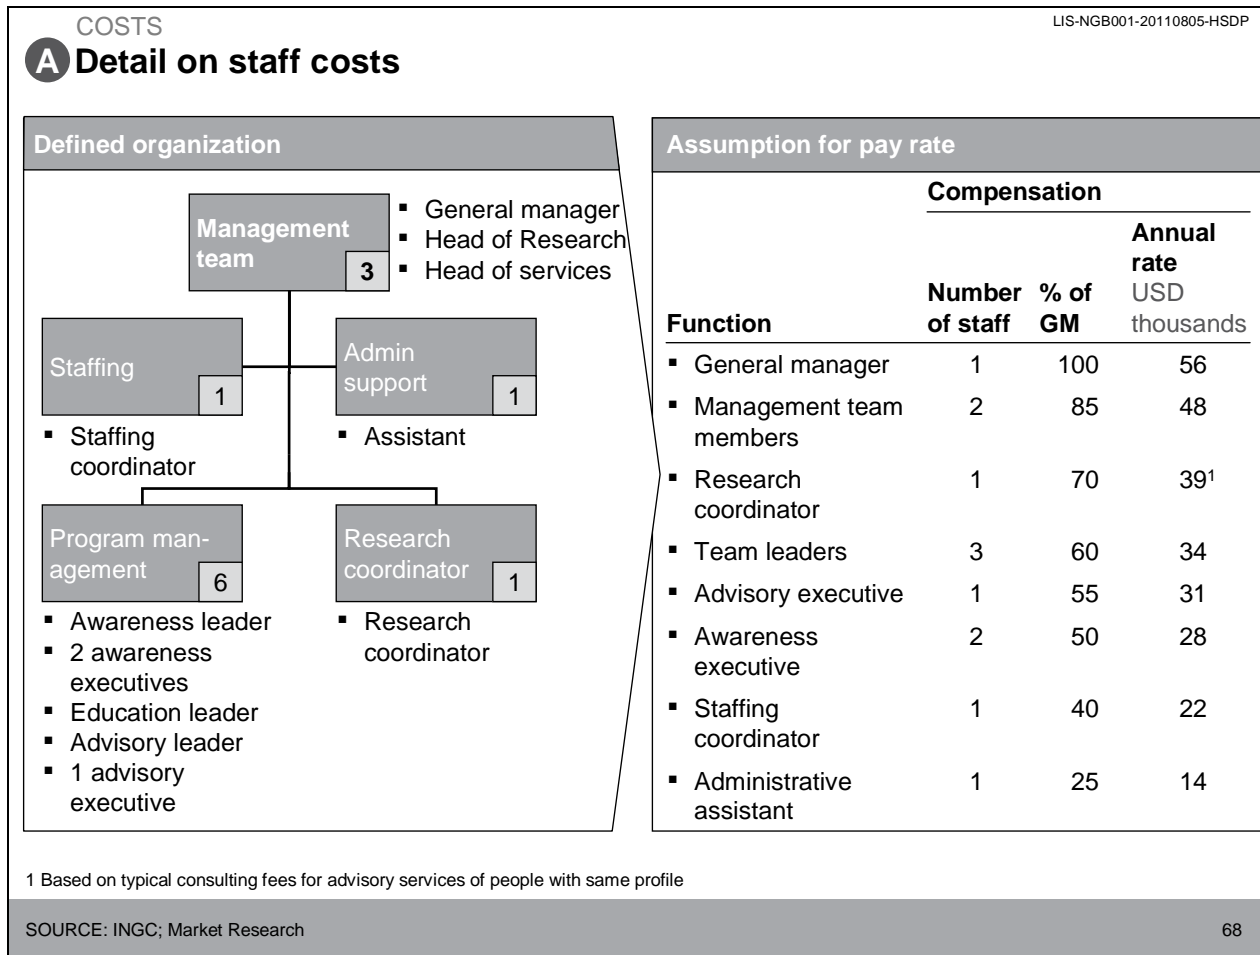 COSTS
LIS-NGB001-20110805-HSDP
A Detail on staff costs
Defined organization
Management
team
3
▪ General manager
▪ Head of Research
▪ Head of services
Staffing
1
▪ Staffing
coordinator
Admin
support
1
▪ Assistant
Program man-
agement
6
▪ Awareness leader
▪ 2 awareness
executives
▪ Education leader
▪ Advisory leader
▪ 1 advisory
executive
Research
coordinator
1
▪ Research
coordinator
Assumption for pay rate
Compensation
Function
Number
of staff
% of
GM
Annual
rate
USD
thousands
▪ General manager 1 100 56
▪ Management team 2 85 48
members
▪ Research 1 70 39¹
coordinator
▪ Team leaders 3 60 34
▪ Advisory executive 1 55 31
▪ Awareness 2 50 28
executive
▪ Staffing 1 40 22
coordinator
▪ Administrative 1 25 14
assistant
1 Based on typical consulting fees for advisory services of people with same profile
SOURCE: INGC; Market Research
68